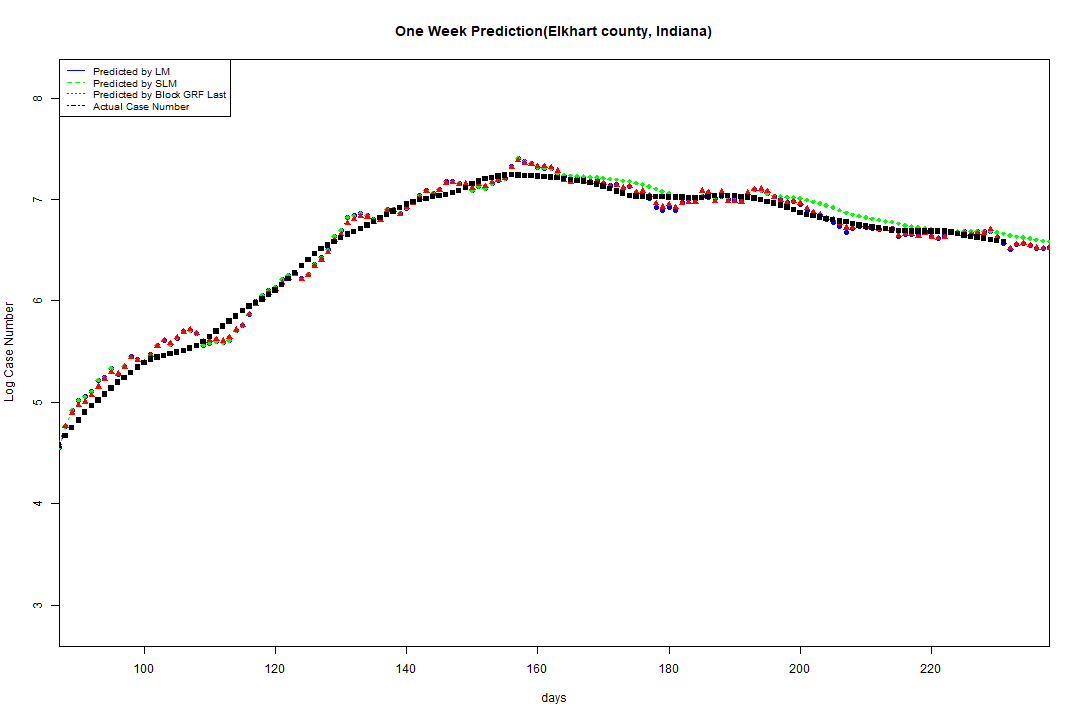 One Week Prediction(Elkhart county, Indiana)
Predicted by LM
Predicted by SLM
Predicted by Block GRF Last
Actual Case Number
8
7
6
5
4
3
Log Case Number
100 120 140 160 180 200 220
days